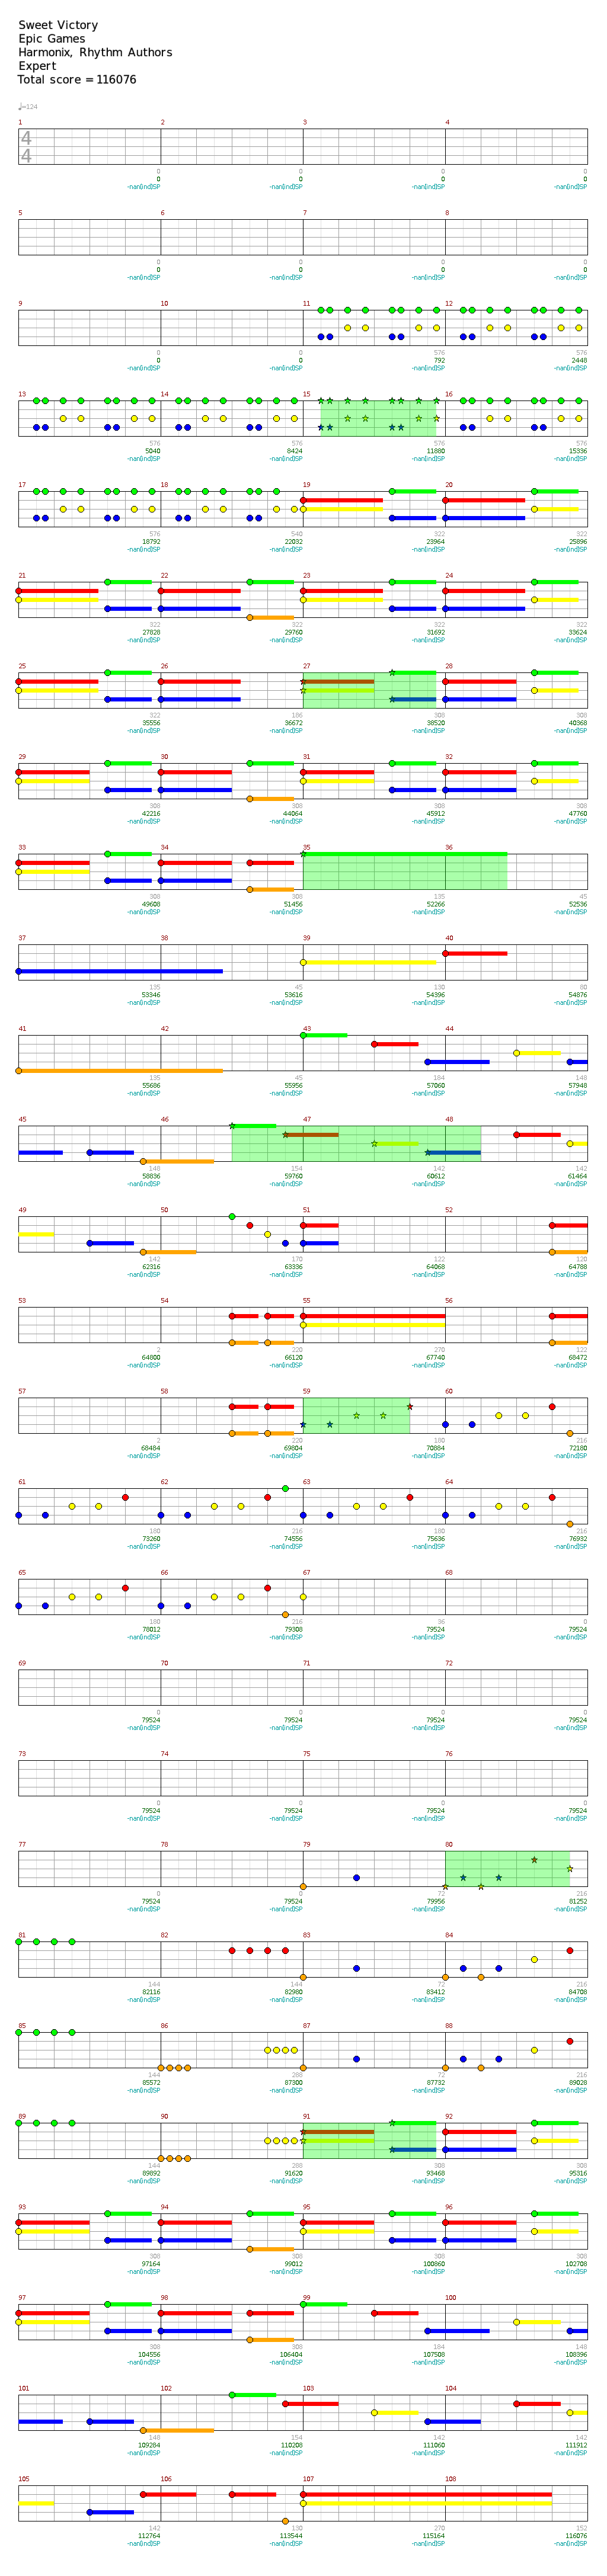 Sweet Victory
Epic Games
Harmonix, Rhythm Authors
Expert
Total score = 116076
♩=124
1 2 3 4
4
4
0 0 0 0
0 0 0 0
-nan(ind)SP -nan(ind)SP -nan(ind)SP -nan(ind)SP
5 6 7 8
0 0 0 0
0 0 0 0
-nan(ind)SP -nan(ind)SP -nan(ind)SP -nan(ind)SP
9 10 11 12
0 0 576 576
0 0 792 2448
-nan(ind)SP -nan(ind)SP -nan(ind)SP -nan(ind)SP
13 14 15 16
576 576 576 576
5040 8424 11880 15336
-nan(ind)SP -nan(ind)SP -nan(ind)SP -nan(ind)SP
17 18 19 20
576 540 322 322
18792 22032 23964 25896
-nan(ind)SP -nan(ind)SP -nan(ind)SP -nan(ind)SP
21 22 23 24
322 322 322 322
27828 29760 31692 33624
-nan(ind)SP -nan(ind)SP -nan(ind)SP -nan(ind)SP
25 26 27 28
322 186 308 308
35556 36672 38520 40368
-nan(ind)SP -nan(ind)SP -nan(ind)SP -nan(ind)SP
29 30 31 32
308 308 308 308
42216 44064 45912 47760
-nan(ind)SP -nan(ind)SP -nan(ind)SP -nan(ind)SP
33 34 35 36
308 308 135 45
49608 51456 52266 52536
-nan(ind)SP -nan(ind)SP -nan(ind)SP -nan(ind)SP
37 38 39 40
135 45 130 80
53346 53616 54396 54876
-nan(ind)SP -nan(ind)SP -nan(ind)SP -nan(ind)SP
41 42 43 44
135 45 184 148
55686 55956 57060 57948
-nan(ind)SP -nan(ind)SP -nan(ind)SP -nan(ind)SP
45 46 47 48
148 154 142 142
58836 59760 60612 61464
-nan(ind)SP -nan(ind)SP -nan(ind)SP -nan(ind)SP
49 50 51 52
142 170 122 120
62316 63336 64068 64788
-nan(ind)SP -nan(ind)SP -nan(ind)SP -nan(ind)SP
53 54 55 56
2 220 270 122
64800 66120 67740 68472
-nan(ind)SP -nan(ind)SP -nan(ind)SP -nan(ind)SP
57 58 59 60
2 220 180 216
68484 69804 70884 72180
-nan(ind)SP -nan(ind)SP -nan(ind)SP -nan(ind)SP
61 62 63 64
180 216 180 216
73260 74556 75636 76932
-nan(ind)SP -nan(ind)SP -nan(ind)SP -nan(ind)SP
65 66 67 68
180 216 36 0
78012 79308 79524 79524
-nan(ind)SP -nan(ind)SP -nan(ind)SP -nan(ind)SP
69 70 71 72
0 0 0 0
79524 79524 79524 79524
-nan(ind)SP -nan(ind)SP -nan(ind)SP -nan(ind)SP
73 74 75 76
0 0 0 0
79524 79524 79524 79524
-nan(ind)SP -nan(ind)SP -nan(ind)SP -nan(ind)SP
77 78 79 80
0 0 72 216
79524 79524 79956 81252
-nan(ind)SP -nan(ind)SP -nan(ind)SP -nan(ind)SP
81 82 83 84
144 144 72 216
82116 82980 83412 84708
-nan(ind)SP -nan(ind)SP -nan(ind)SP -nan(ind)SP
85 86 87 88
144 288 72 216
85572 87300 87732 89028
-nan(ind)SP -nan(ind)SP -nan(ind)SP -nan(ind)SP
89 90 91 92
144 288 308 308
89892 91620 93468 95316
-nan(ind)SP -nan(ind)SP -nan(ind)SP -nan(ind)SP
93 94 95 96
308 308 308 308
97164 99012 100860 102708
-nan(ind)SP -nan(ind)SP -nan(ind)SP -nan(ind)SP
97 98 99 100
308 308 184 148
104556 106404 107508 108396
-nan(ind)SP -nan(ind)SP -nan(ind)SP -nan(ind)SP
101 102 103 104
148 154 142 142
109284 110208 111060 111912
-nan(ind)SP -nan(ind)SP -nan(ind)SP -nan(ind)SP
105 106 107 108
142 130 270 152
112764 113544 115164 116076
-nan(ind)SP -nan(ind)SP -nan(ind)SP -nan(ind)SP